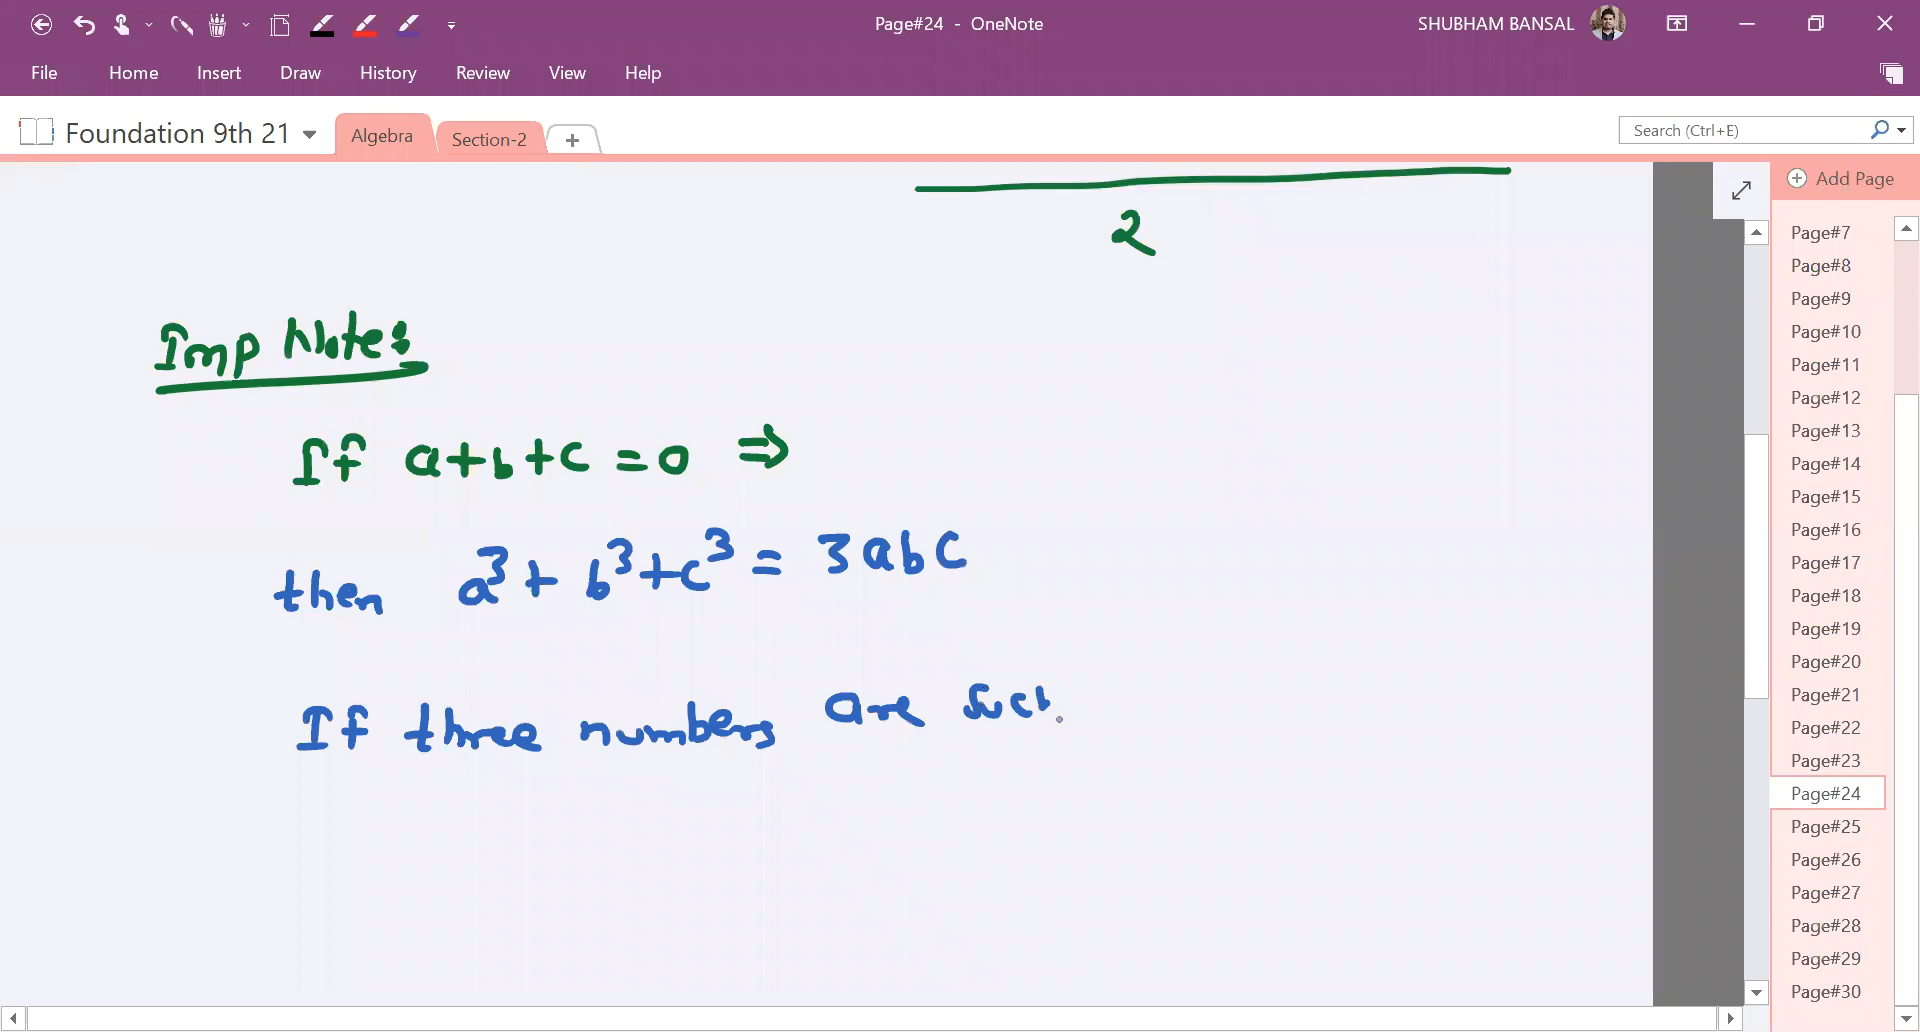 Page#24 - OneNote
SHUBHAM BANSAL
File Home Insert Draw History Review View Help
Foundation 9th 21
Algebra
Section-2
+
Search (Ctrl+E)
Add Page
2
Imp Note:
If a+b+c=0 ⇒
then a³+b³+c³ = 3abc
If three numbers are such
Page#7
Page#8
Page#9
Page#10
Page#11
Page#12
Page#13
Page#14
Page#15
Page#16
Page#17
Page#18
Page#19
Page#20
Page#21
Page#22
Page#23
Page#24
Page#25
Page#26
Page#27
Page#28
Page#29
Page#30